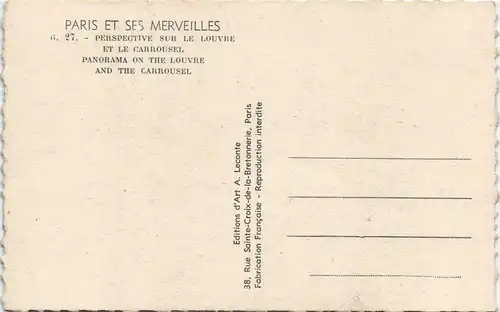 PARIS ET SES MERVEILLES
G. 27. - PERSPECTIVE SUR LE LOUVRE
ET LE CARROUSEL
PANORAMA ON THE LOUVRE
AND THE CARROUSEL
Editions d'Art A. Leconte
38, Rue Sainte-Croix-de-la-Bretonnerie, Paris
Fabrication Française - Reproduction interdite